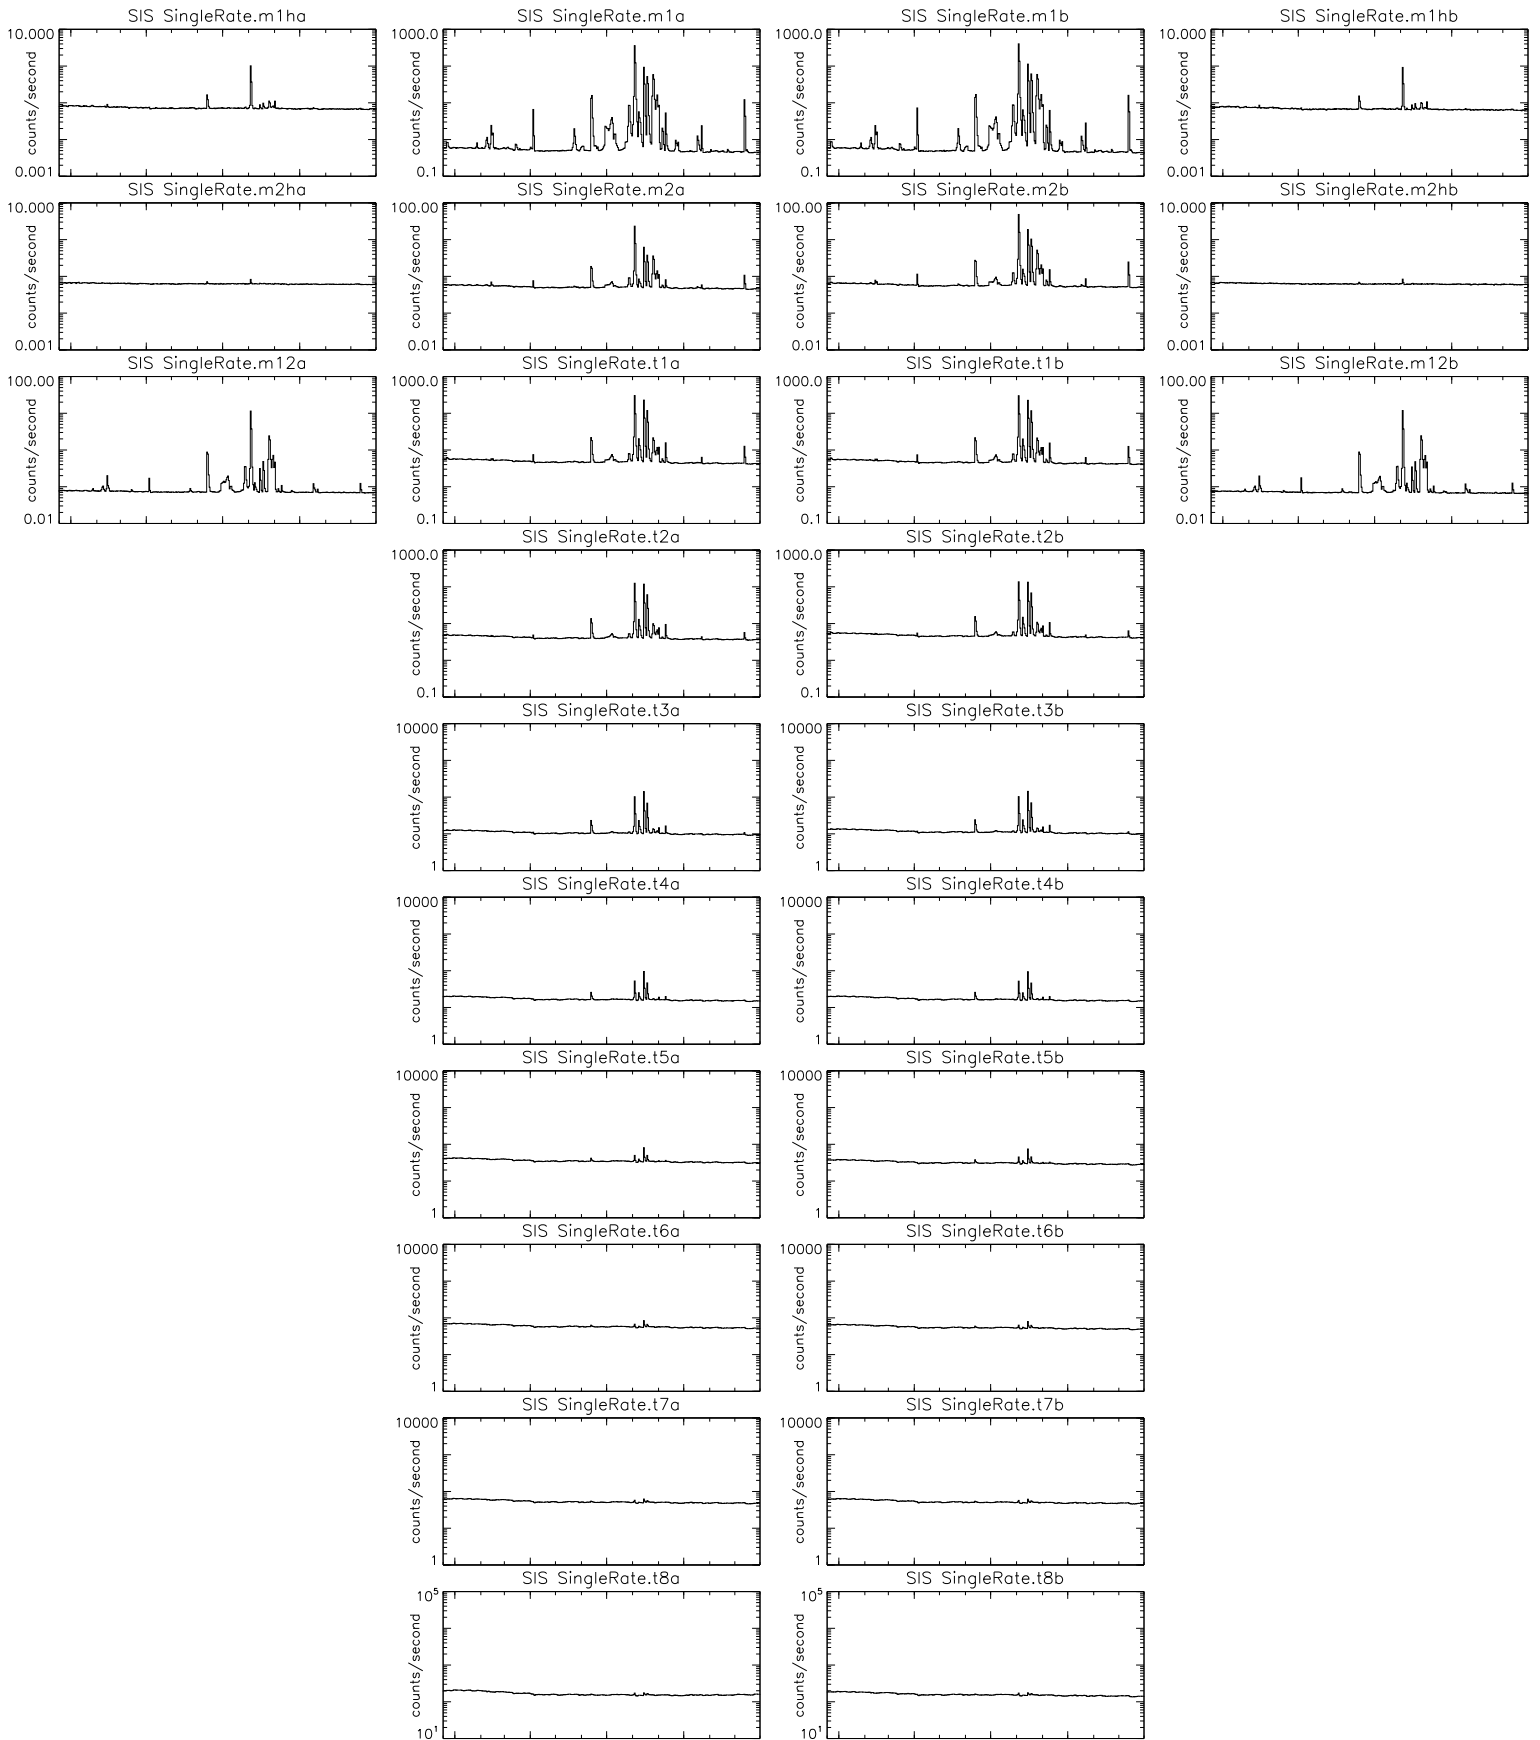 SIS SingleRate.m1ha
SIS SingleRate.m1a
SIS SingleRate.m1b
SIS SingleRate.m1hb
10.000
counts/second
0.001
1000.0
counts/second
0.1
1000.0
counts/second
0.1
10.000
counts/second
0.001
SIS SingleRate.m2ha
SIS SingleRate.m2a
SIS SingleRate.m2b
SIS SingleRate.m2hb
10.000
counts/second
0.001
100.00
counts/second
0.01
100.00
counts/second
0.01
10.000
counts/second
0.001
SIS SingleRate.m12a
SIS SingleRate.t1a
SIS SingleRate.t1b
SIS SingleRate.m12b
100.00
counts/second
0.01
1000.0
counts/second
0.1
1000.0
counts/second
0.1
100.00
counts/second
0.01
SIS SingleRate.t2a
SIS SingleRate.t2b
1000.0
counts/second
0.1
1000.0
counts/second
0.1
SIS SingleRate.t3a
SIS SingleRate.t3b
10000
counts/second
1
10000
counts/second
1
SIS SingleRate.t4a
SIS SingleRate.t4b
10000
counts/second
1
10000
counts/second
1
SIS SingleRate.t5a
SIS SingleRate.t5b
10000
counts/second
1
10000
counts/second
1
SIS SingleRate.t6a
SIS SingleRate.t6b
10000
counts/second
1
10000
counts/second
1
SIS SingleRate.t7a
SIS SingleRate.t7b
10000
counts/second
1
10000
counts/second
1
SIS SingleRate.t8a
SIS SingleRate.t8b
10⁵
counts/second
10¹
10⁵
counts/second
10¹